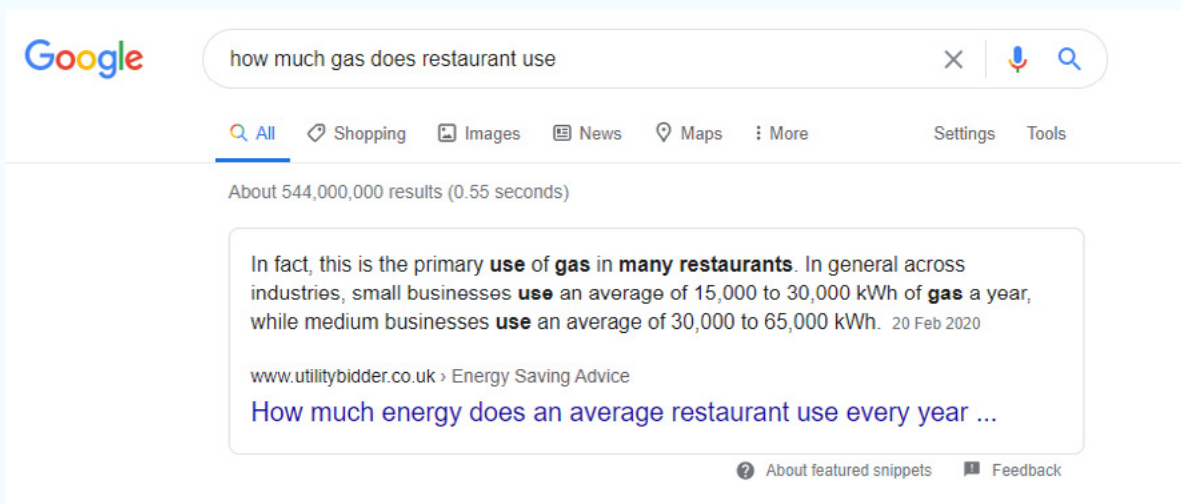 Google
how much gas does restaurant use
All Shopping Images News Maps More Settings Tools
About 544,000,000 results (0.55 seconds)
In fact, this is the primary use of gas in many restaurants. In general across
industries, small businesses use an average of 15,000 to 30,000 kWh of gas a year,
while medium businesses use an average of 30,000 to 65,000 kWh. 20 Feb 2020
www.utilitybidder.co.uk › Energy Saving Advice
How much energy does an average restaurant use every year ...
About featured snippets Feedback